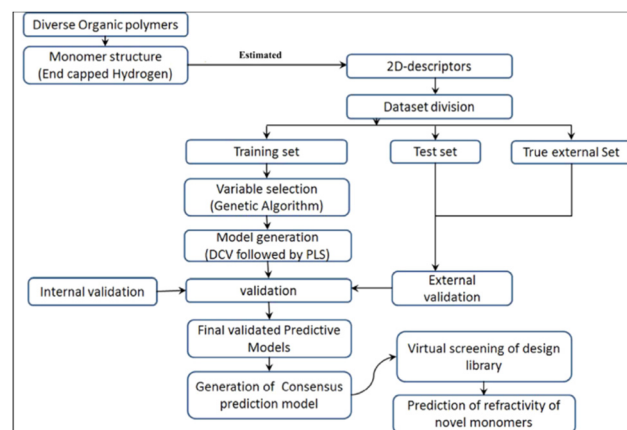 Diverse Organic polymers
Monomer structure
(End capped Hydrogen)
Estimated
2D-descriptors
Dataset division
Training set
Test set
True external Set
Variable selection
(Genetic Algorithm)
Model generation
(DCV followed by PLS)
Internal validation
validation
External
validation
Final validated Predictive
Models
Generation of Consensus
prediction model
Virtual screening of design
library
Prediction of refractivity of
novel monomers